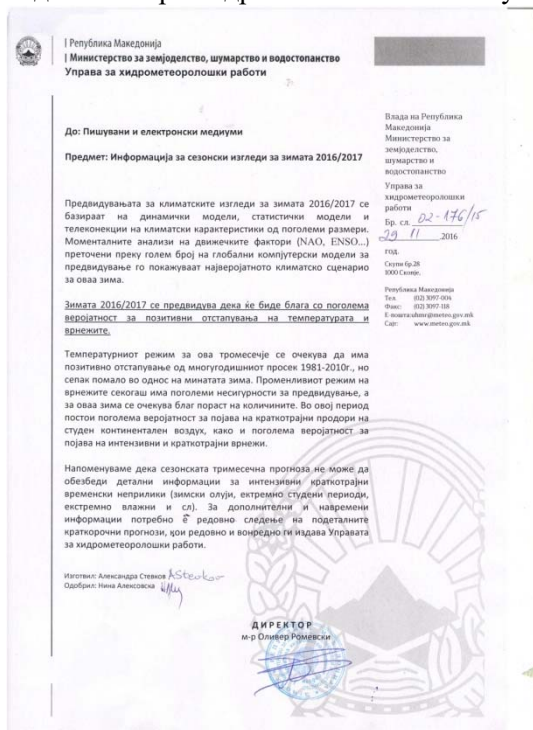 | Република Македонија
| Министерство за земјоделство, шумарство и водостопанство
Управа за хидрометеоролошки работи
До: Пишувани и електронски медиуми
Предмет: Информација за сезонски изгледи за зимата 2016/2017
Влада на Република
Македонија
Министерство за
земјоделство,
шумарство и
водостопанство
Управа за
хидрометеоролошки
работи
Бр. сл. 02-176/15
29 11 2016
год.
Скупи бр.28
1000 Скопје,
Република Македонија
Тел. (02) 3097-004
Факс: (02) 3097-118
Е-пошта:uhmr@meteo.gov.mk
Сајт: www.meteo.gov.mk
Предвидувањата за климатските изгледи за зимата 2016/2017 се
базираат на динамички модели, статистички модели и
телеконекции на климатски карактеристики од поголеми размери.
Моменталните анализи на движечките фактори (NAO, ENSO...)
преточени преку голем број на глобални компјутерски модели за
предвидување го покажуваат најверојатното климатско сценарио
за оваа зима.
Зимата 2016/2017 се предвидува дека ќе биде блага со поголема
веројатност за позитивни отстапувања на температурата и
врнежите.
Температурниот режим за ова тромесечје се очекува да има
позитивно отстапување од многугодишниот просек 1981-2010г., но
сепак помало во однос на минатата зима. Променливиот режим на
врнежите секогаш има поголеми несигурности за предвидување, а
за оваа зима се очекува благ пораст на количините. Во овој период
постои поголема веројатност за појава на краткотрајни продори на
студен континентален воздух, како и поголема веројатност за
појава на интензивни и краткотрајни врнежи.
Напоменуваме дека сезонската тримесечна прогноза не може да
обезбеди детални информации за интензивни краткотрајни
временски неприлики (зимски олуји, ектремно студени периоди,
екстремно влажни и сл). За дополнителни и навремени
информации потребно е редовно следење на подеталните
краткорочни прогнози, кои редовно и вонредно ги издава Управата
за хидрометеоролошки работи.
Изготвил: Александра Стевков AStevkov
Одобрил: Нина Алексовска
ДИРЕКТОР
м-р Оливер Ромевски